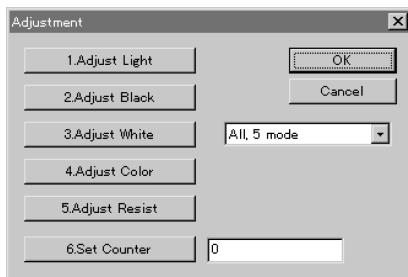 Adjustment
1.Adjust Light
OK
2.Adjust Black
Cancel
3.Adjust White
All, 5 mode
4.Adjust Color
5.Adjust Resist
6.Set Counter
0